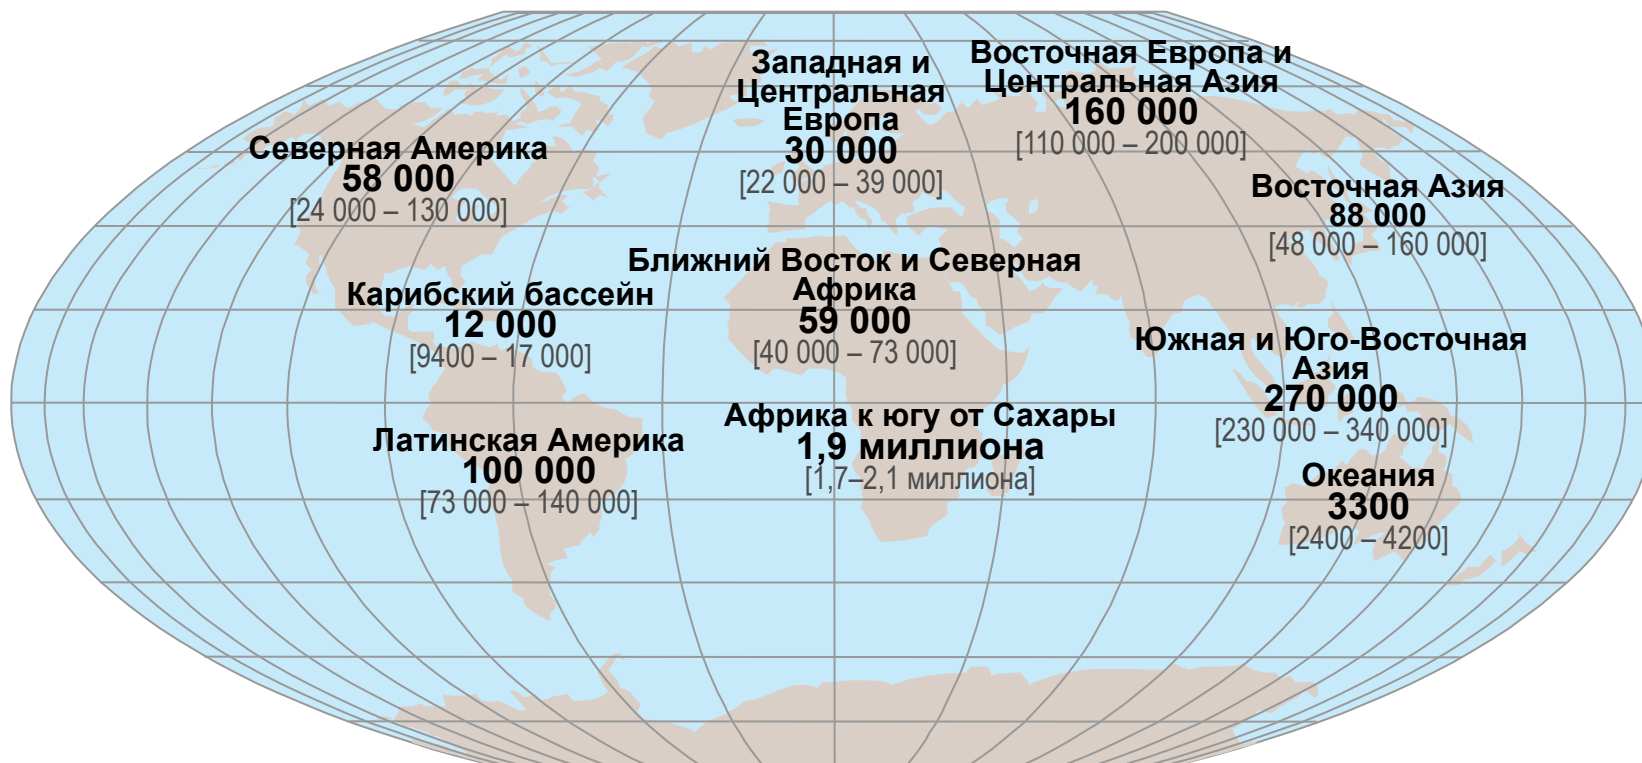 Западная и
Центральная
Европа
30 000
[22 000 – 39 000]
Восточная Европа и
Центральная Азия
160 000
[110 000 – 200 000]
Северная Америка
58 000
[24 000 – 130 000]
Восточная Азия
88 000
[48 000 – 160 000]
Ближний Восток и Северная
Африка
59 000
[40 000 – 73 000]
Карибский бассейн
12 000
[9400 – 17 000]
Южная и Юго-Восточная
Азия
270 000
[230 000 – 340 000]
Африка к югу от Сахары
1,9 миллиона
[1,7–2,1 миллиона]
Латинская Америка
100 000
[73 000 – 140 000]
Океания
3300
[2400 – 4200]